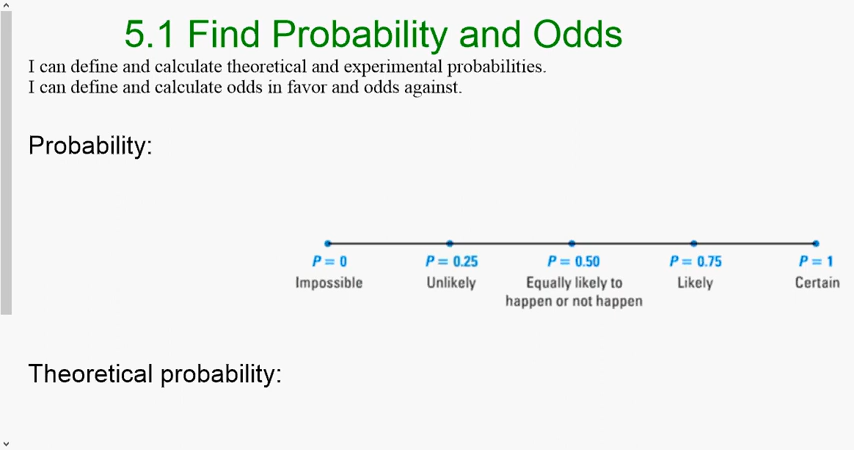 5.1 Find Probability and Odds
I can define and calculate theoretical and experimental probabilities.
I can define and calculate odds in favor and odds against.
Probability:
P = 0 P = 0.25 P = 0.50 P = 0.75 P = 1
Impossible Unlikely Equally likely to Likely Certain
happen or not happen
Theoretical probability: